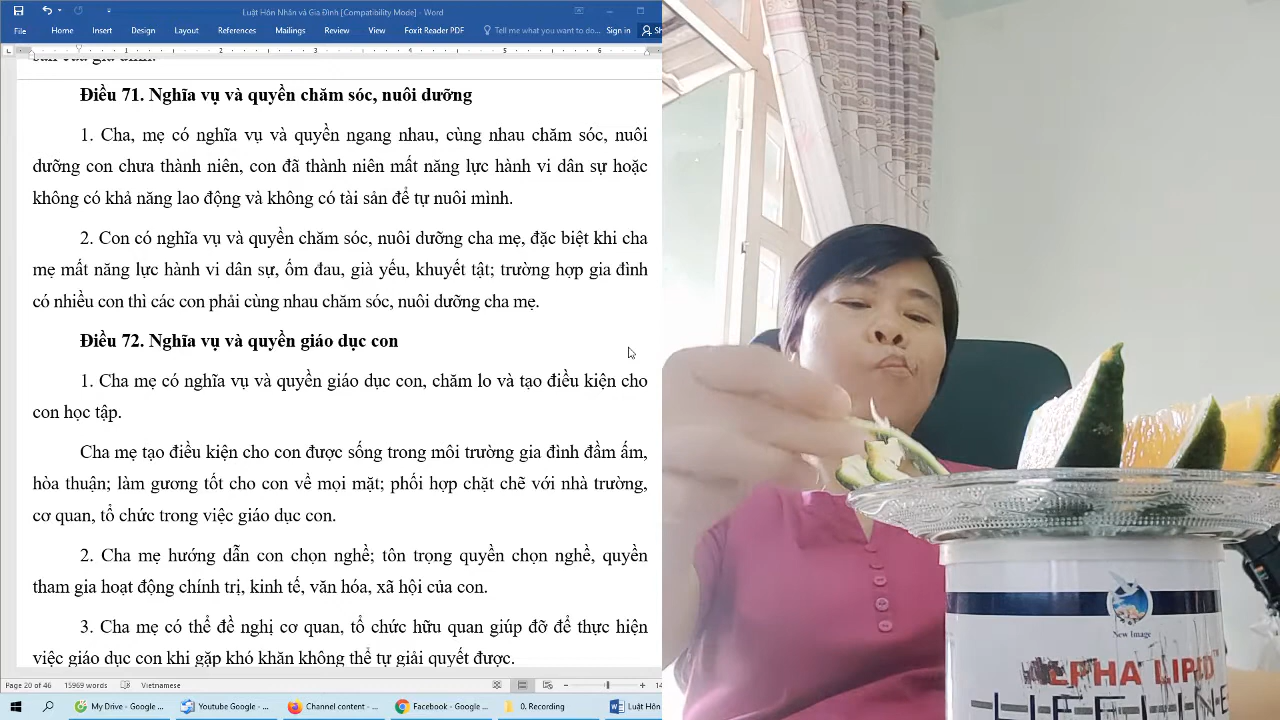 Luật Hôn Nhân và Gia Đình [Compatibility Mode] - Word
File Home Insert Design Layout References Mailings Review View Foxit Reader PDF Tell me what you want to do... Sign in
Điều 71. Nghĩa vụ và quyền chăm sóc, nuôi dưỡng
1. Cha, mẹ có nghĩa vụ và quyền ngang nhau, cùng nhau chăm sóc, nuôi
dưỡng con chưa thành niên, con đã thành niên mất năng lực hành vi dân sự hoặc
không có khả năng lao động và không có tài sản để tự nuôi mình.
2. Con có nghĩa vụ và quyền chăm sóc, nuôi dưỡng cha mẹ, đặc biệt khi cha
mẹ mất năng lực hành vi dân sự, ốm đau, già yếu, khuyết tật; trường hợp gia đình
có nhiều con thì các con phải cùng nhau chăm sóc, nuôi dưỡng cha mẹ.
Điều 72. Nghĩa vụ và quyền giáo dục con
1. Cha mẹ có nghĩa vụ và quyền giáo dục con, chăm lo và tạo điều kiện cho
con học tập.
Cha mẹ tạo điều kiện cho con được sống trong môi trường gia đình đầm ấm,
hòa thuận; làm gương tốt cho con về mọi mặt; phối hợp chặt chẽ với nhà trường,
cơ quan, tổ chức trong việc giáo dục con.
2. Cha mẹ hướng dẫn con chọn nghề; tôn trọng quyền chọn nghề, quyền
tham gia hoạt động chính trị, kinh tế, văn hóa, xã hội của con.
3. Cha mẹ có thể đề nghị cơ quan, tổ chức hữu quan giúp đỡ để thực hiện
việc giáo dục con khi gặp khó khăn không thể tự giải quyết được.
Page 20 of 46 15969 words Vietnamese
My Drive - Google ... Youtube Channel content - ... Facebook - Google ... 0. Recording Luật Hôn Nhân và ...
New Image
ALPHA LIPID
LIFELINE